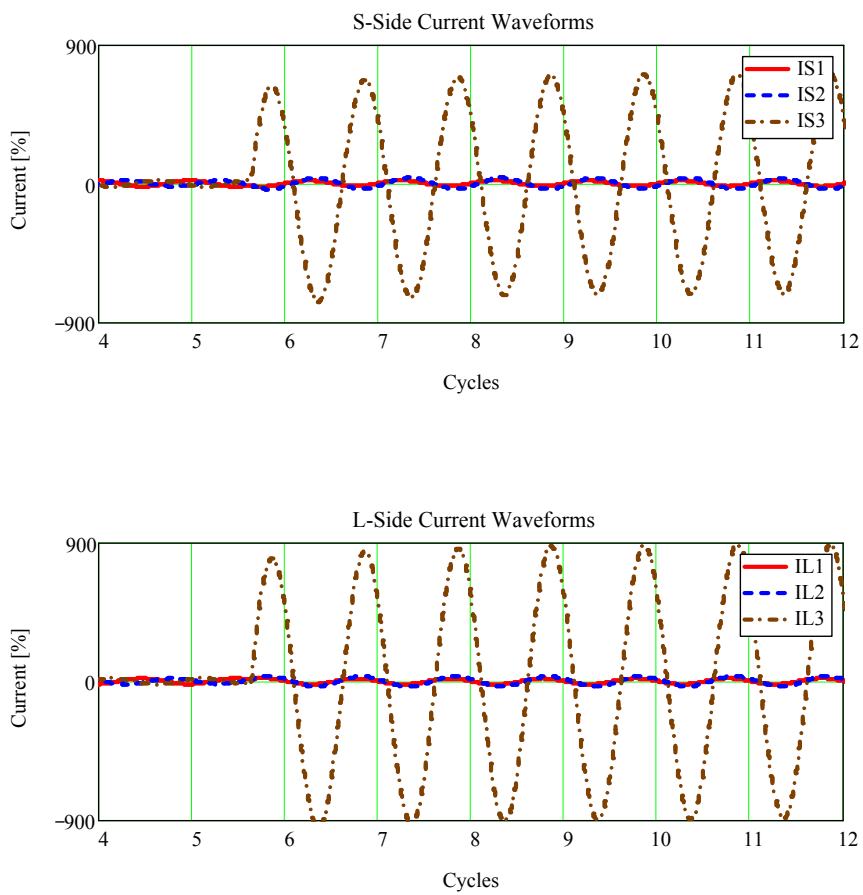 S-Side Current Waveforms
900
IS1
IS2
IS3
Current [%]
0
−900
4 5 6 7 8 9 10 11 12
Cycles
L-Side Current Waveforms
900
IL1
IL2
IL3
Current [%]
0
−900
4 5 6 7 8 9 10 11 12
Cycles